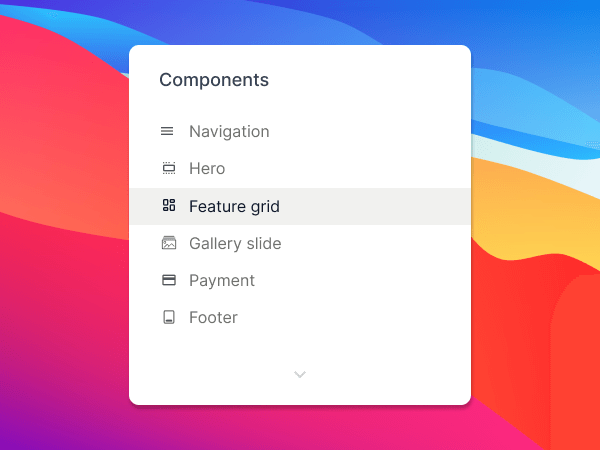 Components
Navigation
Hero
Feature grid
Gallery slide
Payment
Footer